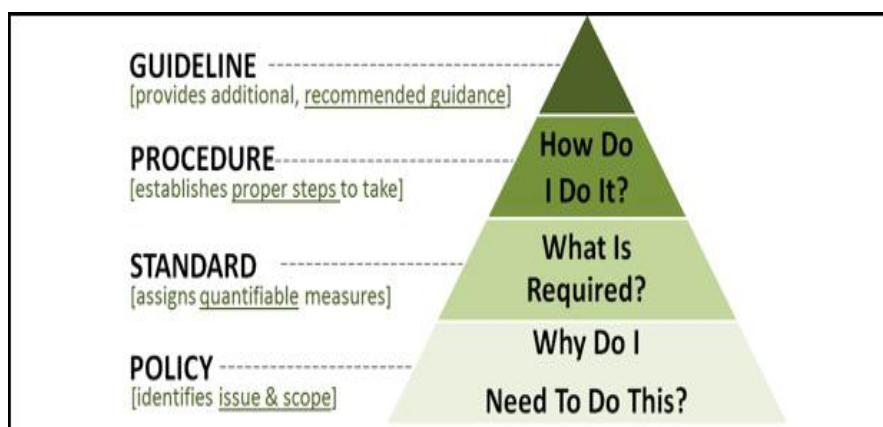 GUIDELINE
[provides additional, recommended guidance]
PROCEDURE
[establishes proper steps to take]
How Do
I Do It?
STANDARD
[assigns quantifiable measures]
What Is
Required?
POLICY
[identifies issue & scope]
Why Do I
Need To Do This?